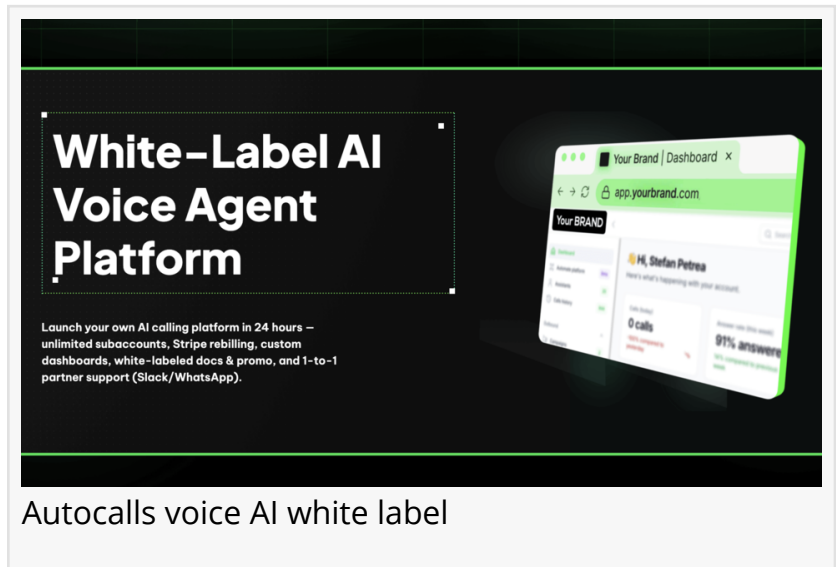 White-Label AI
Voice Agent
Platform
Launch your own AI calling platform in 24 hours —
unlimited subaccounts, Stripe rebilling, custom
dashboards, white-labeled docs & promo, and 1-to-1
partner support (Slack/WhatsApp).
Your Brand | Dashboard ×
app.yourbrand.com
Your BRAND
Dashboard
Hi, Stefan Petrea
Here's what's happening with your account.
0 calls
91% answere
Autocalls voice AI white label